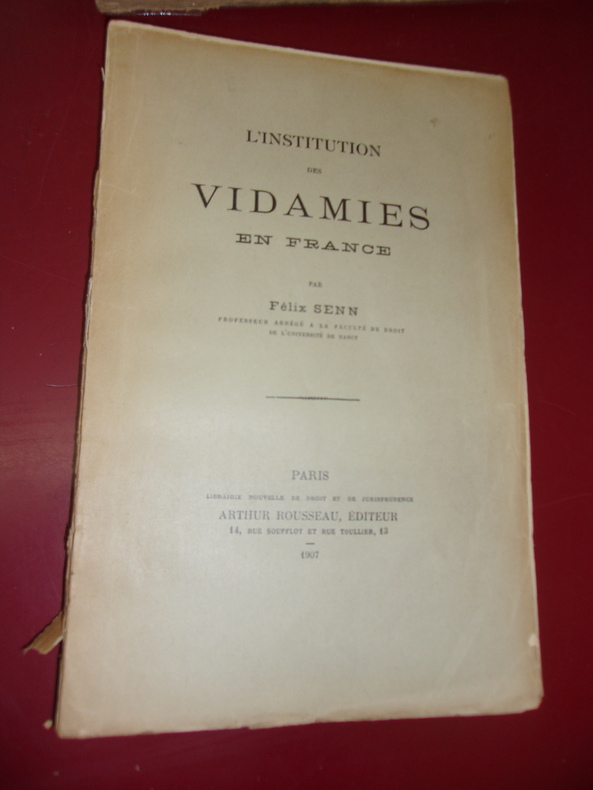 L'INSTITUTION
DES
VIDAMIES
EN FRANCE
PAR
Félix SENN
PROFESSEUR AGRÉGÉ A LA FACULTÉ DE DROIT
DE L'UNIVERSITÉ DE NANCY
PARIS
LIBRAIRIE NOUVELLE DE DROIT ET DE JURISPRUDENCE
ARTHUR ROUSSEAU, ÉDITEUR
14, RUE SOUFFLOT ET RUE TOULLIER, 13
1907